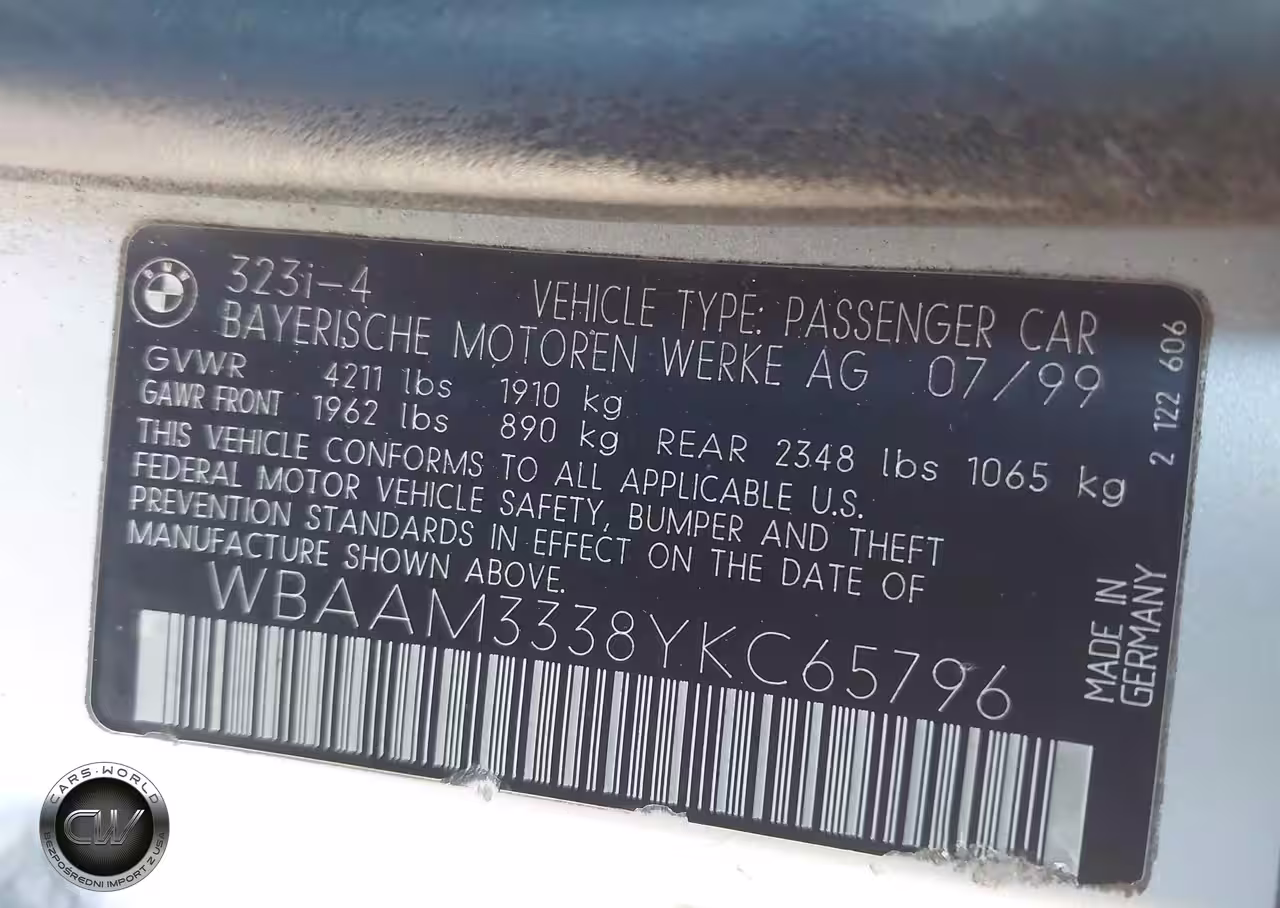 BMW
323i-4
VEHICLE TYPE: PASSENGER CAR
BAYERISCHE MOTOREN WERKE AG 07/99
GVWR 4211 lbs 1910 kg
GAWR FRONT 1962 lbs 890 kg REAR 2348 lbs 1065 kg
THIS VEHICLE CONFORMS TO ALL APPLICABLE U.S.
FEDERAL MOTOR VEHICLE SAFETY, BUMPER AND THEFT
PREVENTION STANDARDS IN EFFECT ON THE DATE OF
MANUFACTURE SHOWN ABOVE.
WBAAM3338YKC65796
2 122 606
MADE IN
GERMANY
CARS-WORLD
CW
BEZPOŚREDNI IMPORT Z USA